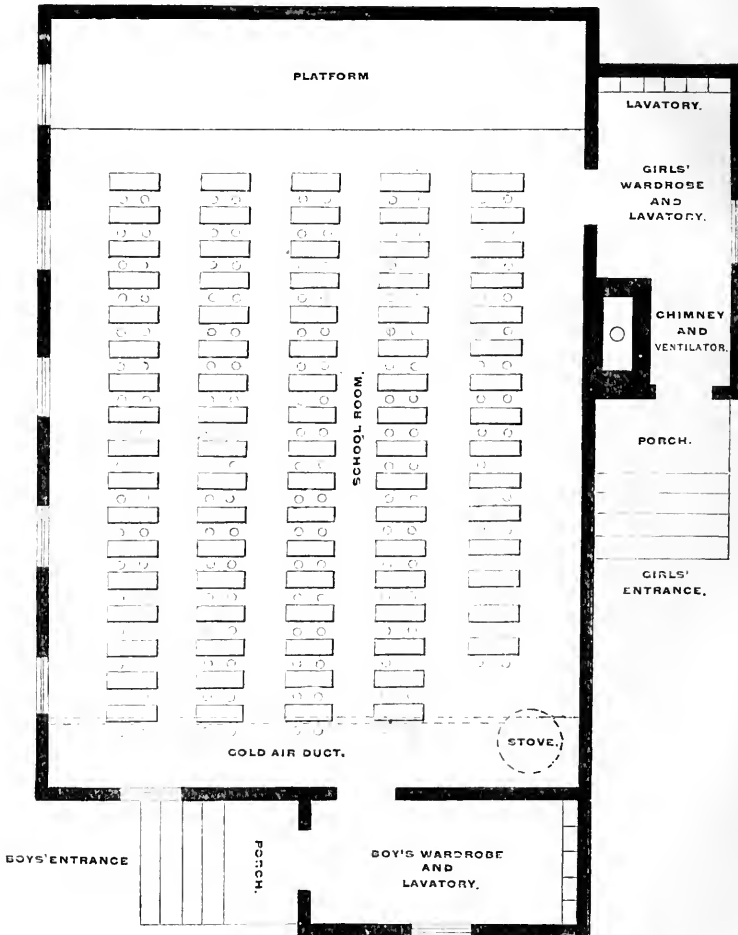 PLATFORM
LAVATORY.
GIRLS'
WARDROBE
AND
LAVATORY.
CHIMNEY
AND
VENTILATOR.
SCHOOL ROOM.
PORCH.
GIRLS'
ENTRANCE.
COLD AIR DUCT.
STOVE.
BOYS' ENTRANCE
PORCH.
BOY'S WARDROBE
AND
LAVATORY.